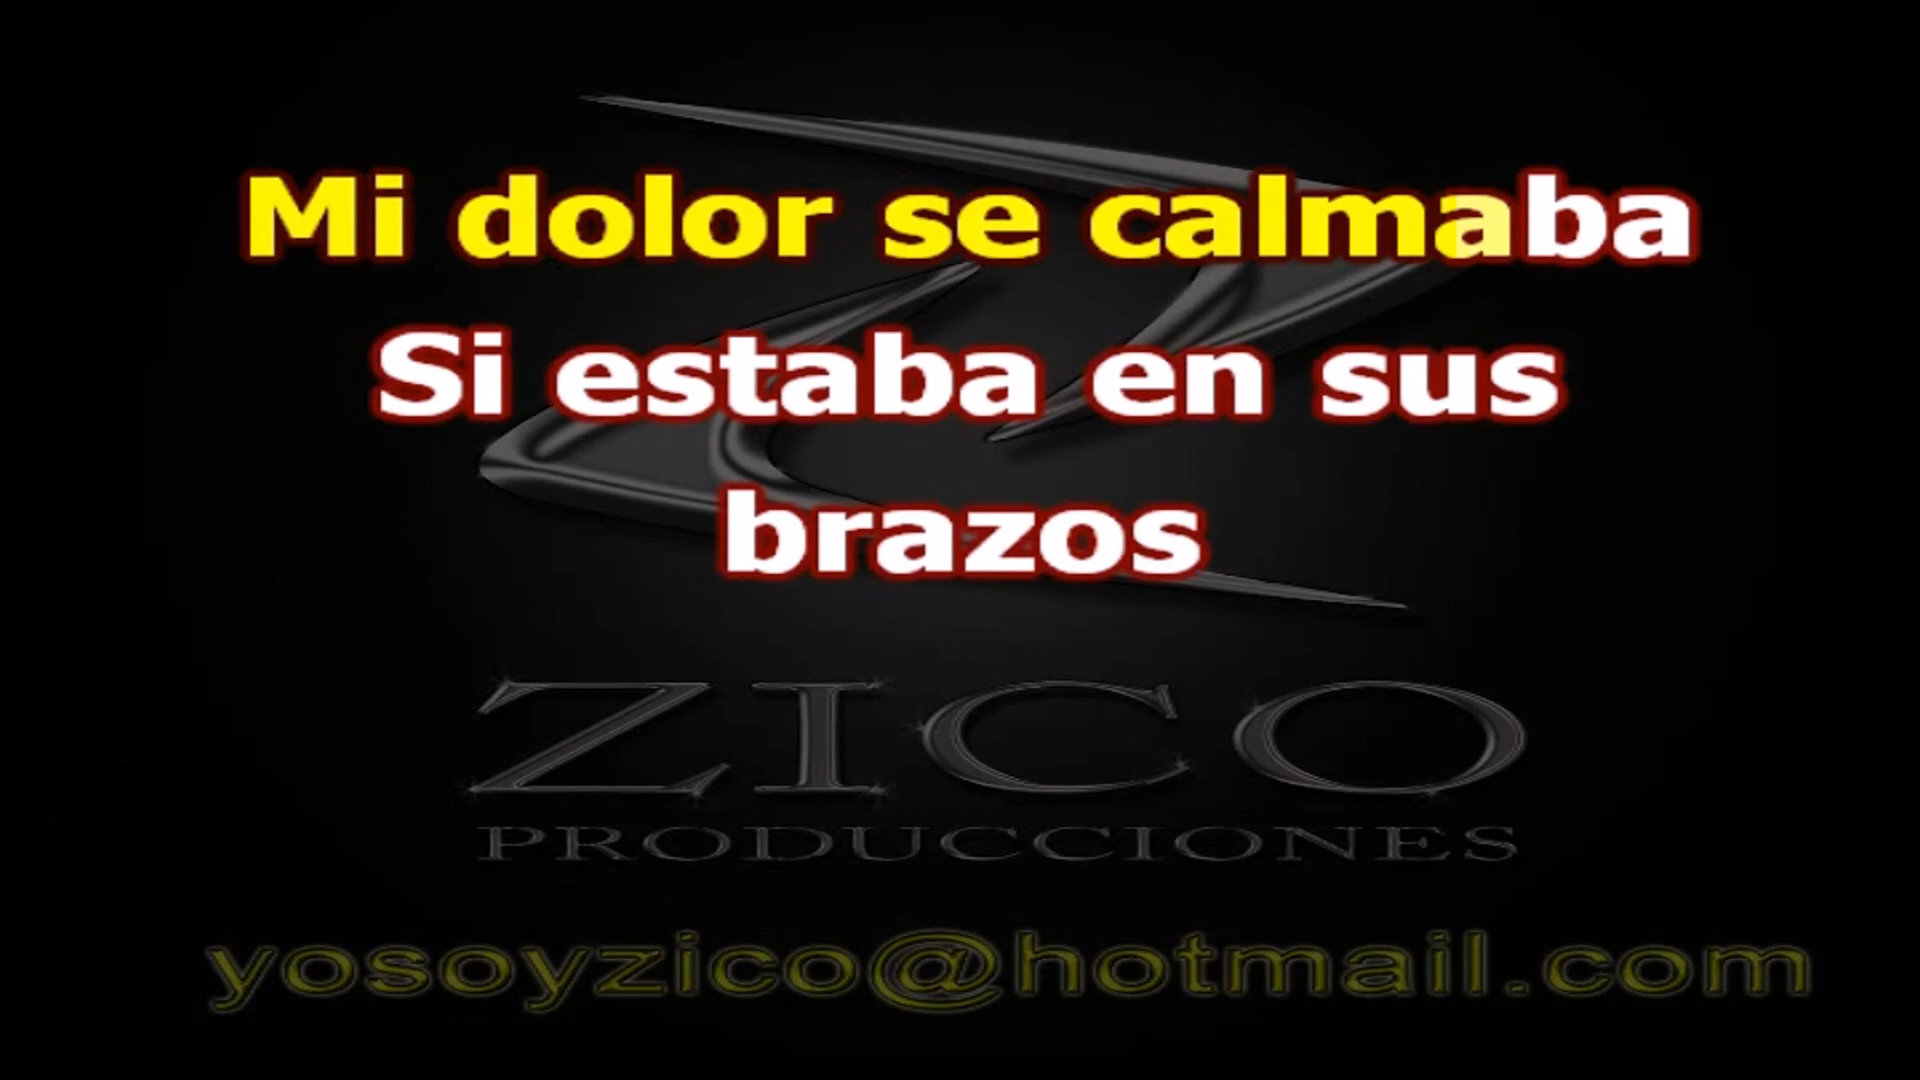 Mi dolor se calmaba
Si estaba en sus
brazos
ZICO
PRODUCCIONES
yosoyzico@hotmail.com